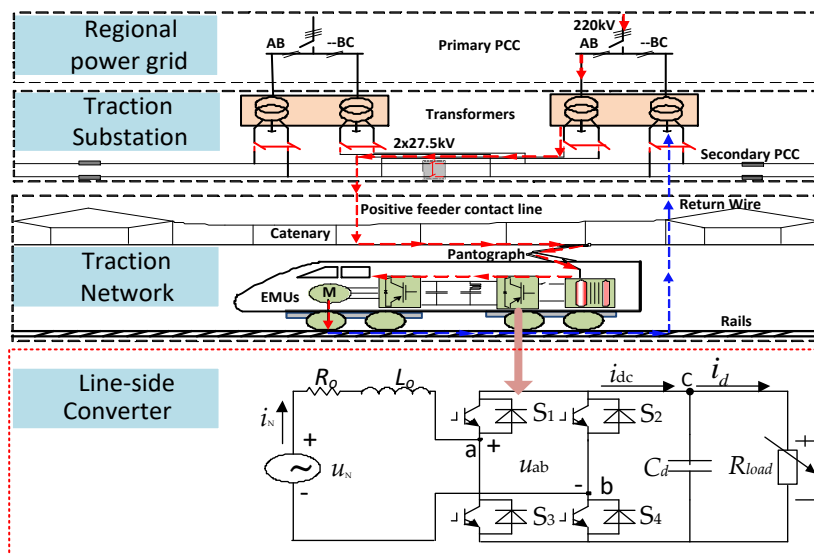 Regional
power grid
220kV
AB
--BC
Primary PCC
AB
--BC
Traction
Substation
Transformers
2x27.5kV
Secondary PCC
Positive feeder contact line
Return Wire
Catenary
Traction
Network
Pantograph
EMUs
M
Rails
Line-side
Converter
Ro
Lo
idc
C
id
iN
S1
S2
a
+
+
uN
-
uab
-
b
Cd
Rload
+
-
S3
S4